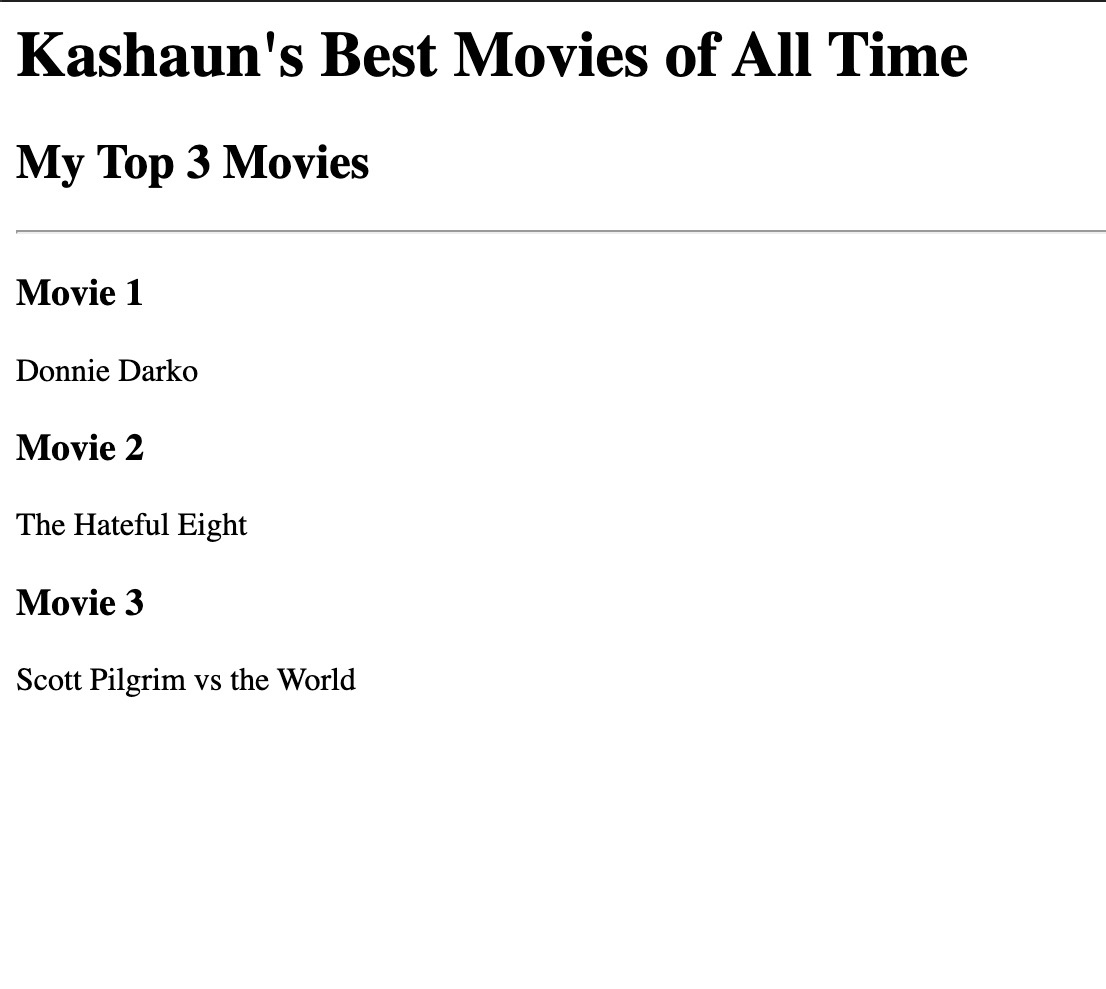 Kashaun's Best Movies of All Time
My Top 3 Movies
Movie 1
Donnie Darko
Movie 2
The Hateful Eight
Movie 3
Scott Pilgrim vs the World